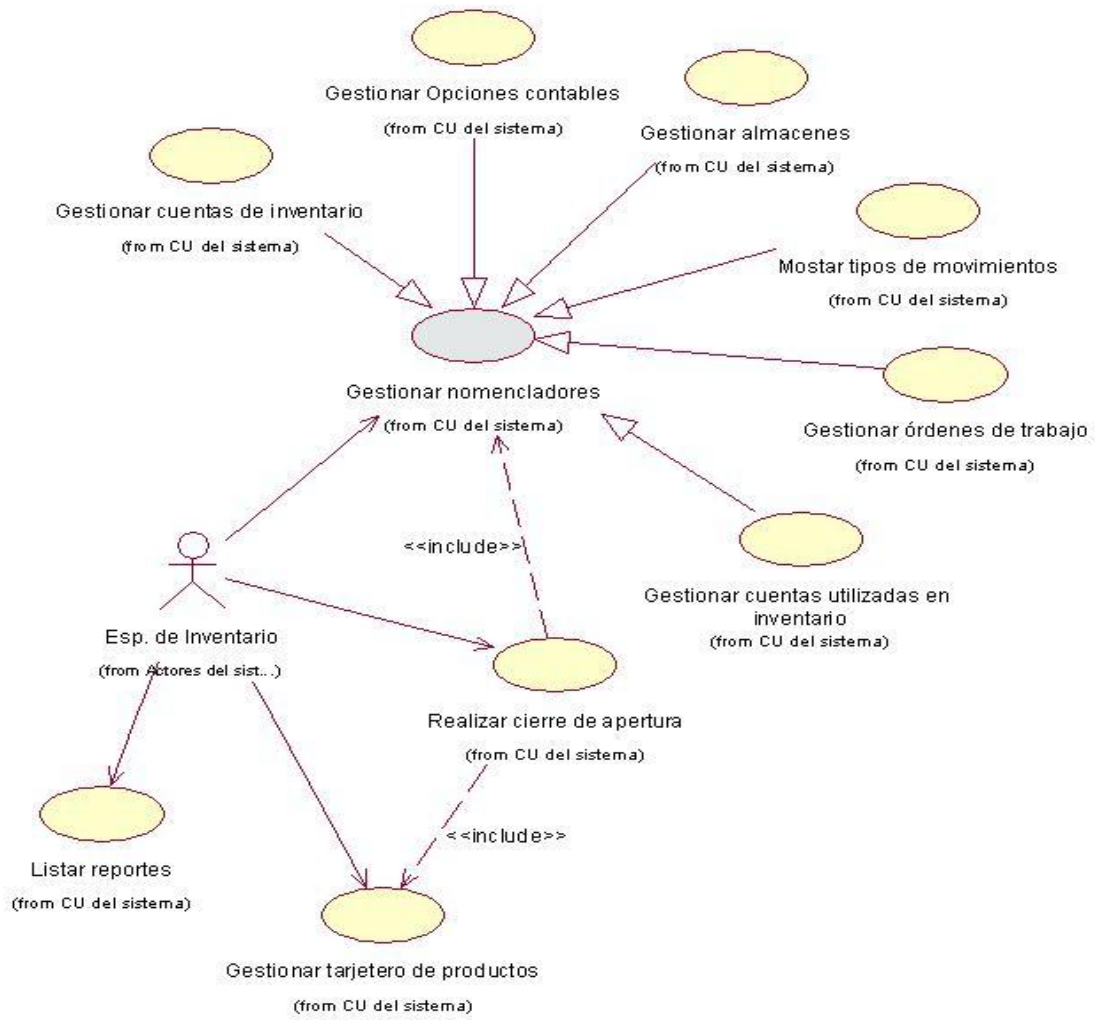 Gestionar Opciones contables
(from CU del sistema)
Gestionar almacenes
(from CU del sistema)
Gestionar cuentas de inventario
(from CU del sistema)
Mostar tipos de movimientos
(from CU del sistema)
Gestionar nomencladores
(from CU del sistema)
Gestionar órdenes de trabajo
(from CU del sistema)
<<include>>
Gestionar cuentas utilizadas en
inventario
(from CU del sistema)
Esp. de Inventario
(from Actores del sist...)
Realizar cierre de apertura
(from CU del sistema)
<<include>>
Listar reportes
(from CU del sistema)
Gestionar tarjetero de productos
(from CU del sistema)